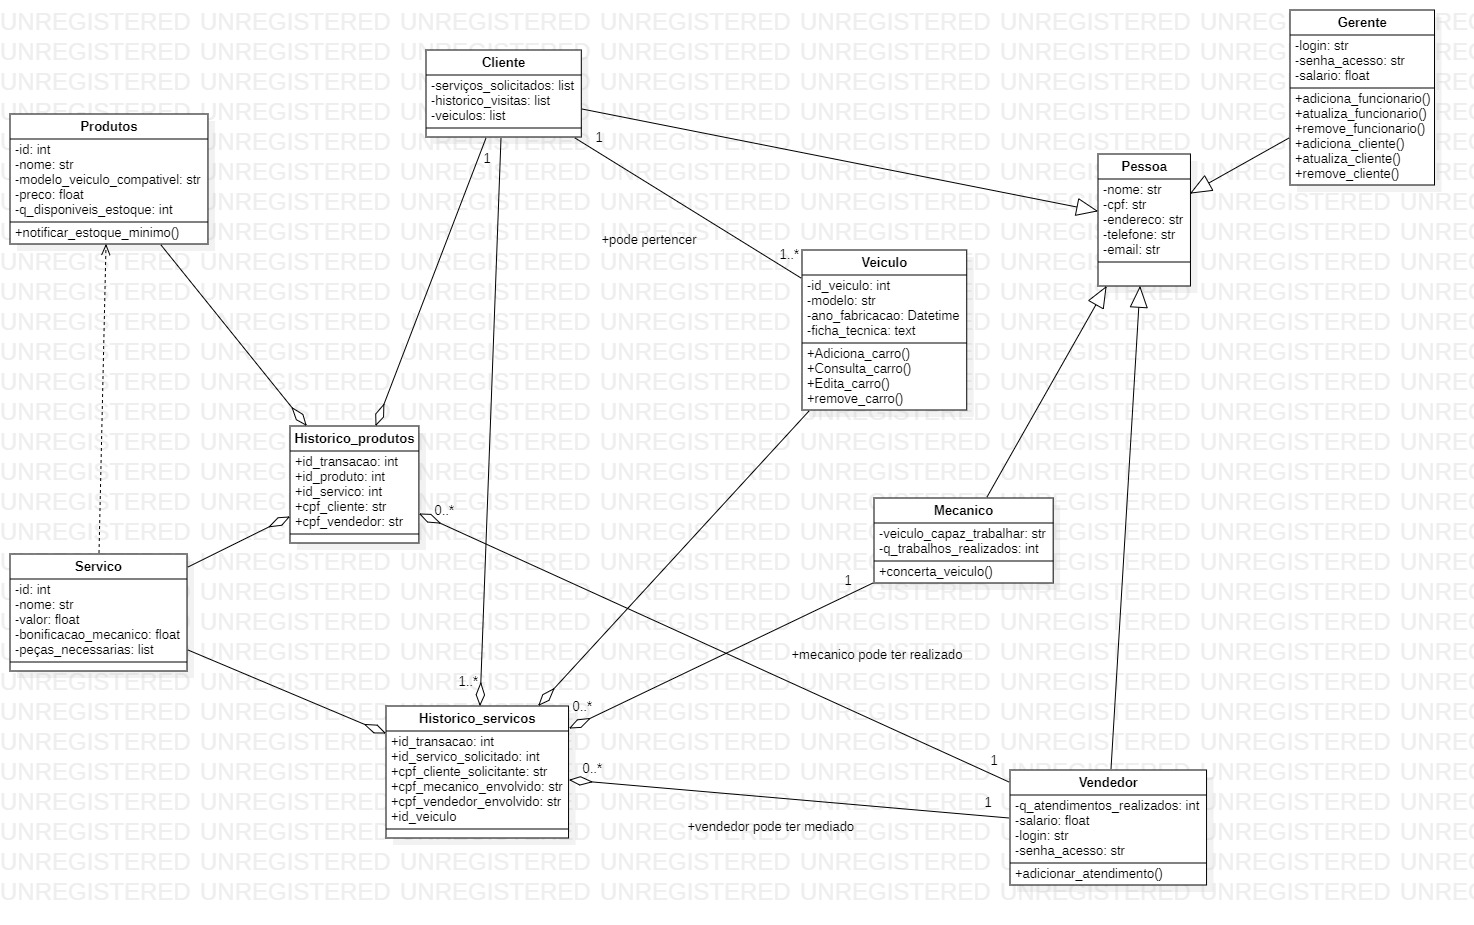 Gerente
-login: str
-senha_acesso: str
-salario: float
+adiciona_funcionario()
+atualiza_funcionario()
+remove_funcionario()
+adiciona_cliente()
+atualiza_cliente()
+remove_cliente()
Cliente
-serviços_solicitados: list
-historico_visitas: list
-veiculos: list
1
1
Produtos
-id: int
-nome: str
-modelo_veiculo_compativel: str
-preco: float
-q_disponiveis_estoque: int
+notificar_estoque_minimo()
Pessoa
-nome: str
-cpf: str
-endereco: str
-telefone: str
-email: str
+pode pertencer
1..*
Veiculo
-id_veiculo: int
-modelo: str
-ano_fabricacao: Datetime
-ficha_tecnica: text
+Adiciona_carro()
+Consulta_carro()
+Edita_carro()
+remove_carro()
Historico_produtos
+id_transacao: int
+id_produto: int
+id_servico: int
+cpf_cliente: str
+cpf_vendedor: str
0..*
Mecanico
-veiculo_capaz_trabalhar: str
-q_trabalhos_realizados: int
+concerta_veiculo()
1
Servico
-id: int
-nome: str
-valor: float
-bonificacao_mecanico: float
-peças_necessarias: list
+mecanico pode ter realizado
1..*
0..*
Historico_servicos
+id_transacao: int
+id_servico_solicitado: int
+cpf_cliente_solicitante: str
+cpf_mecanico_envolvido: str
+cpf_vendedor_envolvido: str
+id_veiculo
0..*
1
1
+vendedor pode ter mediado
Vendedor
-q_atendimentos_realizados: int
-salario: float
-login: str
-senha_acesso: str
+adicionar_atendimento()
UNREGISTERED